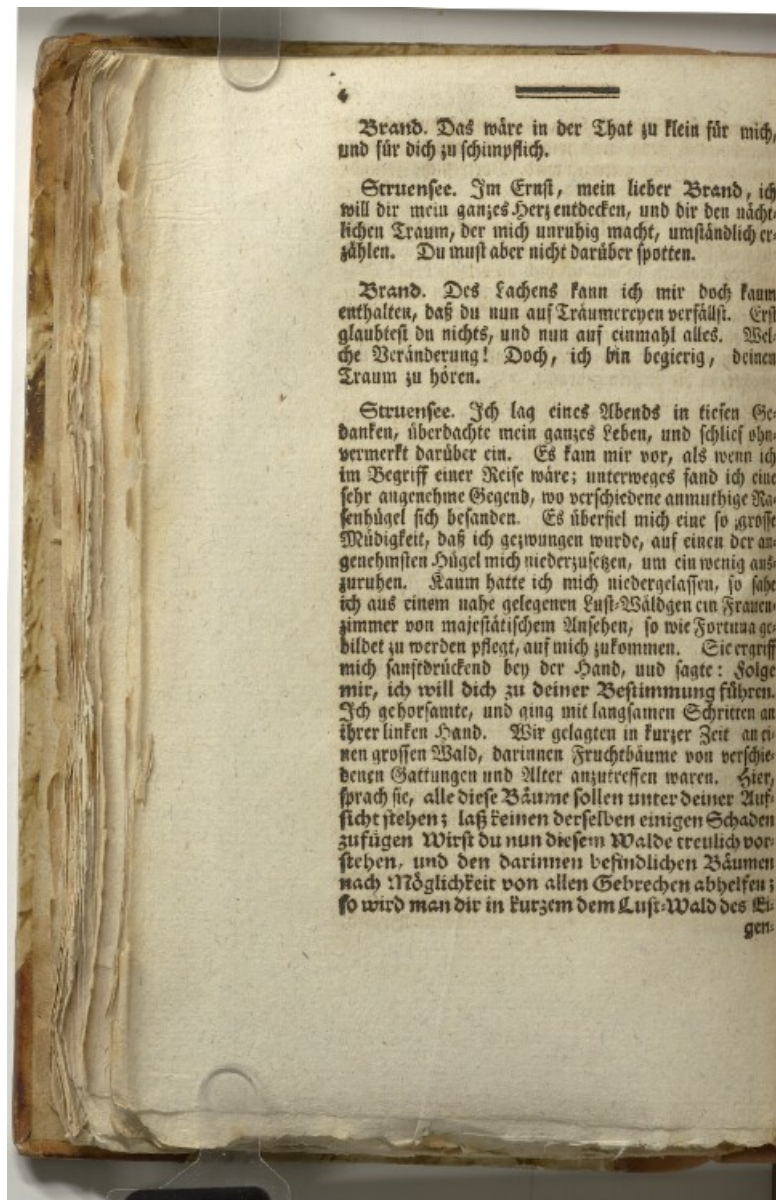 4
Brand. Das wäre in der That zu klein für mich,
und für dich zu schimpflich.
Struensee. Im Ernst, mein lieber Brand, ich
will dir mein ganzes Herz entdecken, und dir den nächt-
lichen Traum, der mich unruhig macht, umständlich er-
zählen. Du must aber nicht darüber spotten.
Brand. Des Lachens kann ich mir doch kaum
enthalten, daß du nun auf Träumereyen verfällst. Erst
glaubtest du nichts, und nun auf einmahl alles. Wel-
che Veränderung! Doch, ich bin begierig, deinen
Traum zu hören.
Struensee. Ich lag eines Abends in tiefen Ge-
danken, überdachte mein ganzes Leben, und schlief ohn-
vermerkt darüber ein. Es kam mir vor, als wenn ich
im Begriff einer Reise wäre; unterweges fand ich eine
sehr angenehme Gegend, wo verschiedene anmuthige Ra-
senhügel sich befanden. Es überfiel mich eine so grosse
Müdigkeit, daß ich gezwungen wurde, auf einen der an-
genehmsten Hügel mich niederzusetzen, um ein wenig aus-
zuruhen. Kaum hatte ich mich niedergelassen, so sahe
ich aus einem nahe gelegenen Lust-Wäldgen ein Frauen-
zimmer von majestätischem Ansehen, so wie Fortuna ge-
bildet zu werden pflegt, auf mich zukommen. Sie ergriff
mich sanftdrückend bey der Hand, und sagte: Folge
mir, ich will dich zu deiner Bestimmung führen.
Ich gehorsamte, und ging mit langsamen Schritten an
ihrer linken Hand. Wir gelagten in kurzer Zeit an ei-
nen grossen Wald, darinnen Fruchtbäume von verschie-
denen Gattungen und Alter anzutreffen waren. Hier,
sprach sie, alle diese Bäume sollen unter deiner Auf-
sicht stehen; laß keinen derselben einigen Schaden
zufügen Wirst du nun diesem Walde treulich vor-
stehen, und den darinnen befindlichen Bäumen
nach Möglichkeit von allen Gebrechen abhelfen;
so wird man dir in kurzem dem Lust-Wald des Ei-
gen-